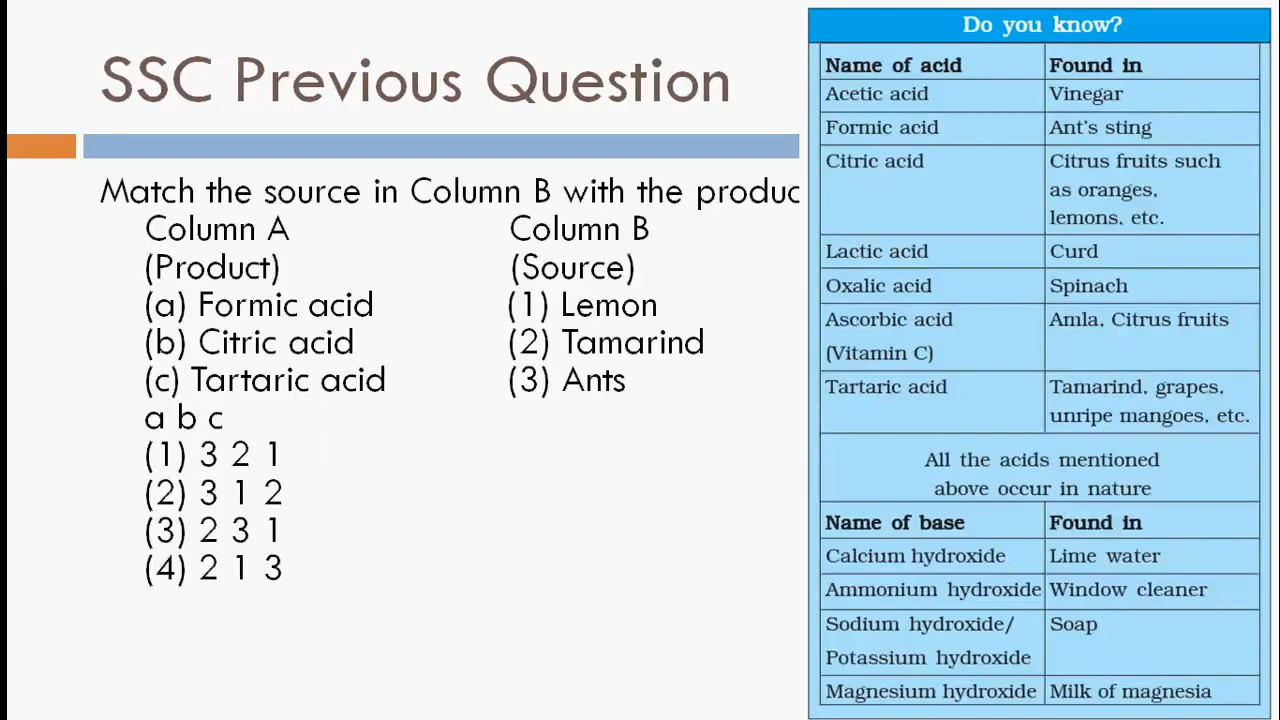 SSC Previous Question
Match the source in Column B with the produc
Column A Column B
(Product) (Source)
(a) Formic acid (1) Lemon
(b) Citric acid (2) Tamarind
(c) Tartaric acid (3) Ants
a b c
(1) 3 2 1
(2) 3 1 2
(3) 2 3 1
(4) 2 1 3
Do you know?
Name of acid Found in
Acetic acid Vinegar
Formic acid Ant's sting
Citric acid Citrus fruits such
as oranges,
lemons, etc.
Lactic acid Curd
Oxalic acid Spinach
Ascorbic acid Amla, Citrus fruits
(Vitamin C)
Tartaric acid Tamarind, grapes,
unripe mangoes, etc.
All the acids mentioned
above occur in nature
Name of base Found in
Calcium hydroxide Lime water
Ammonium hydroxide Window cleaner
Sodium hydroxide/ Soap
Potassium hydroxide
Magnesium hydroxide Milk of magnesia